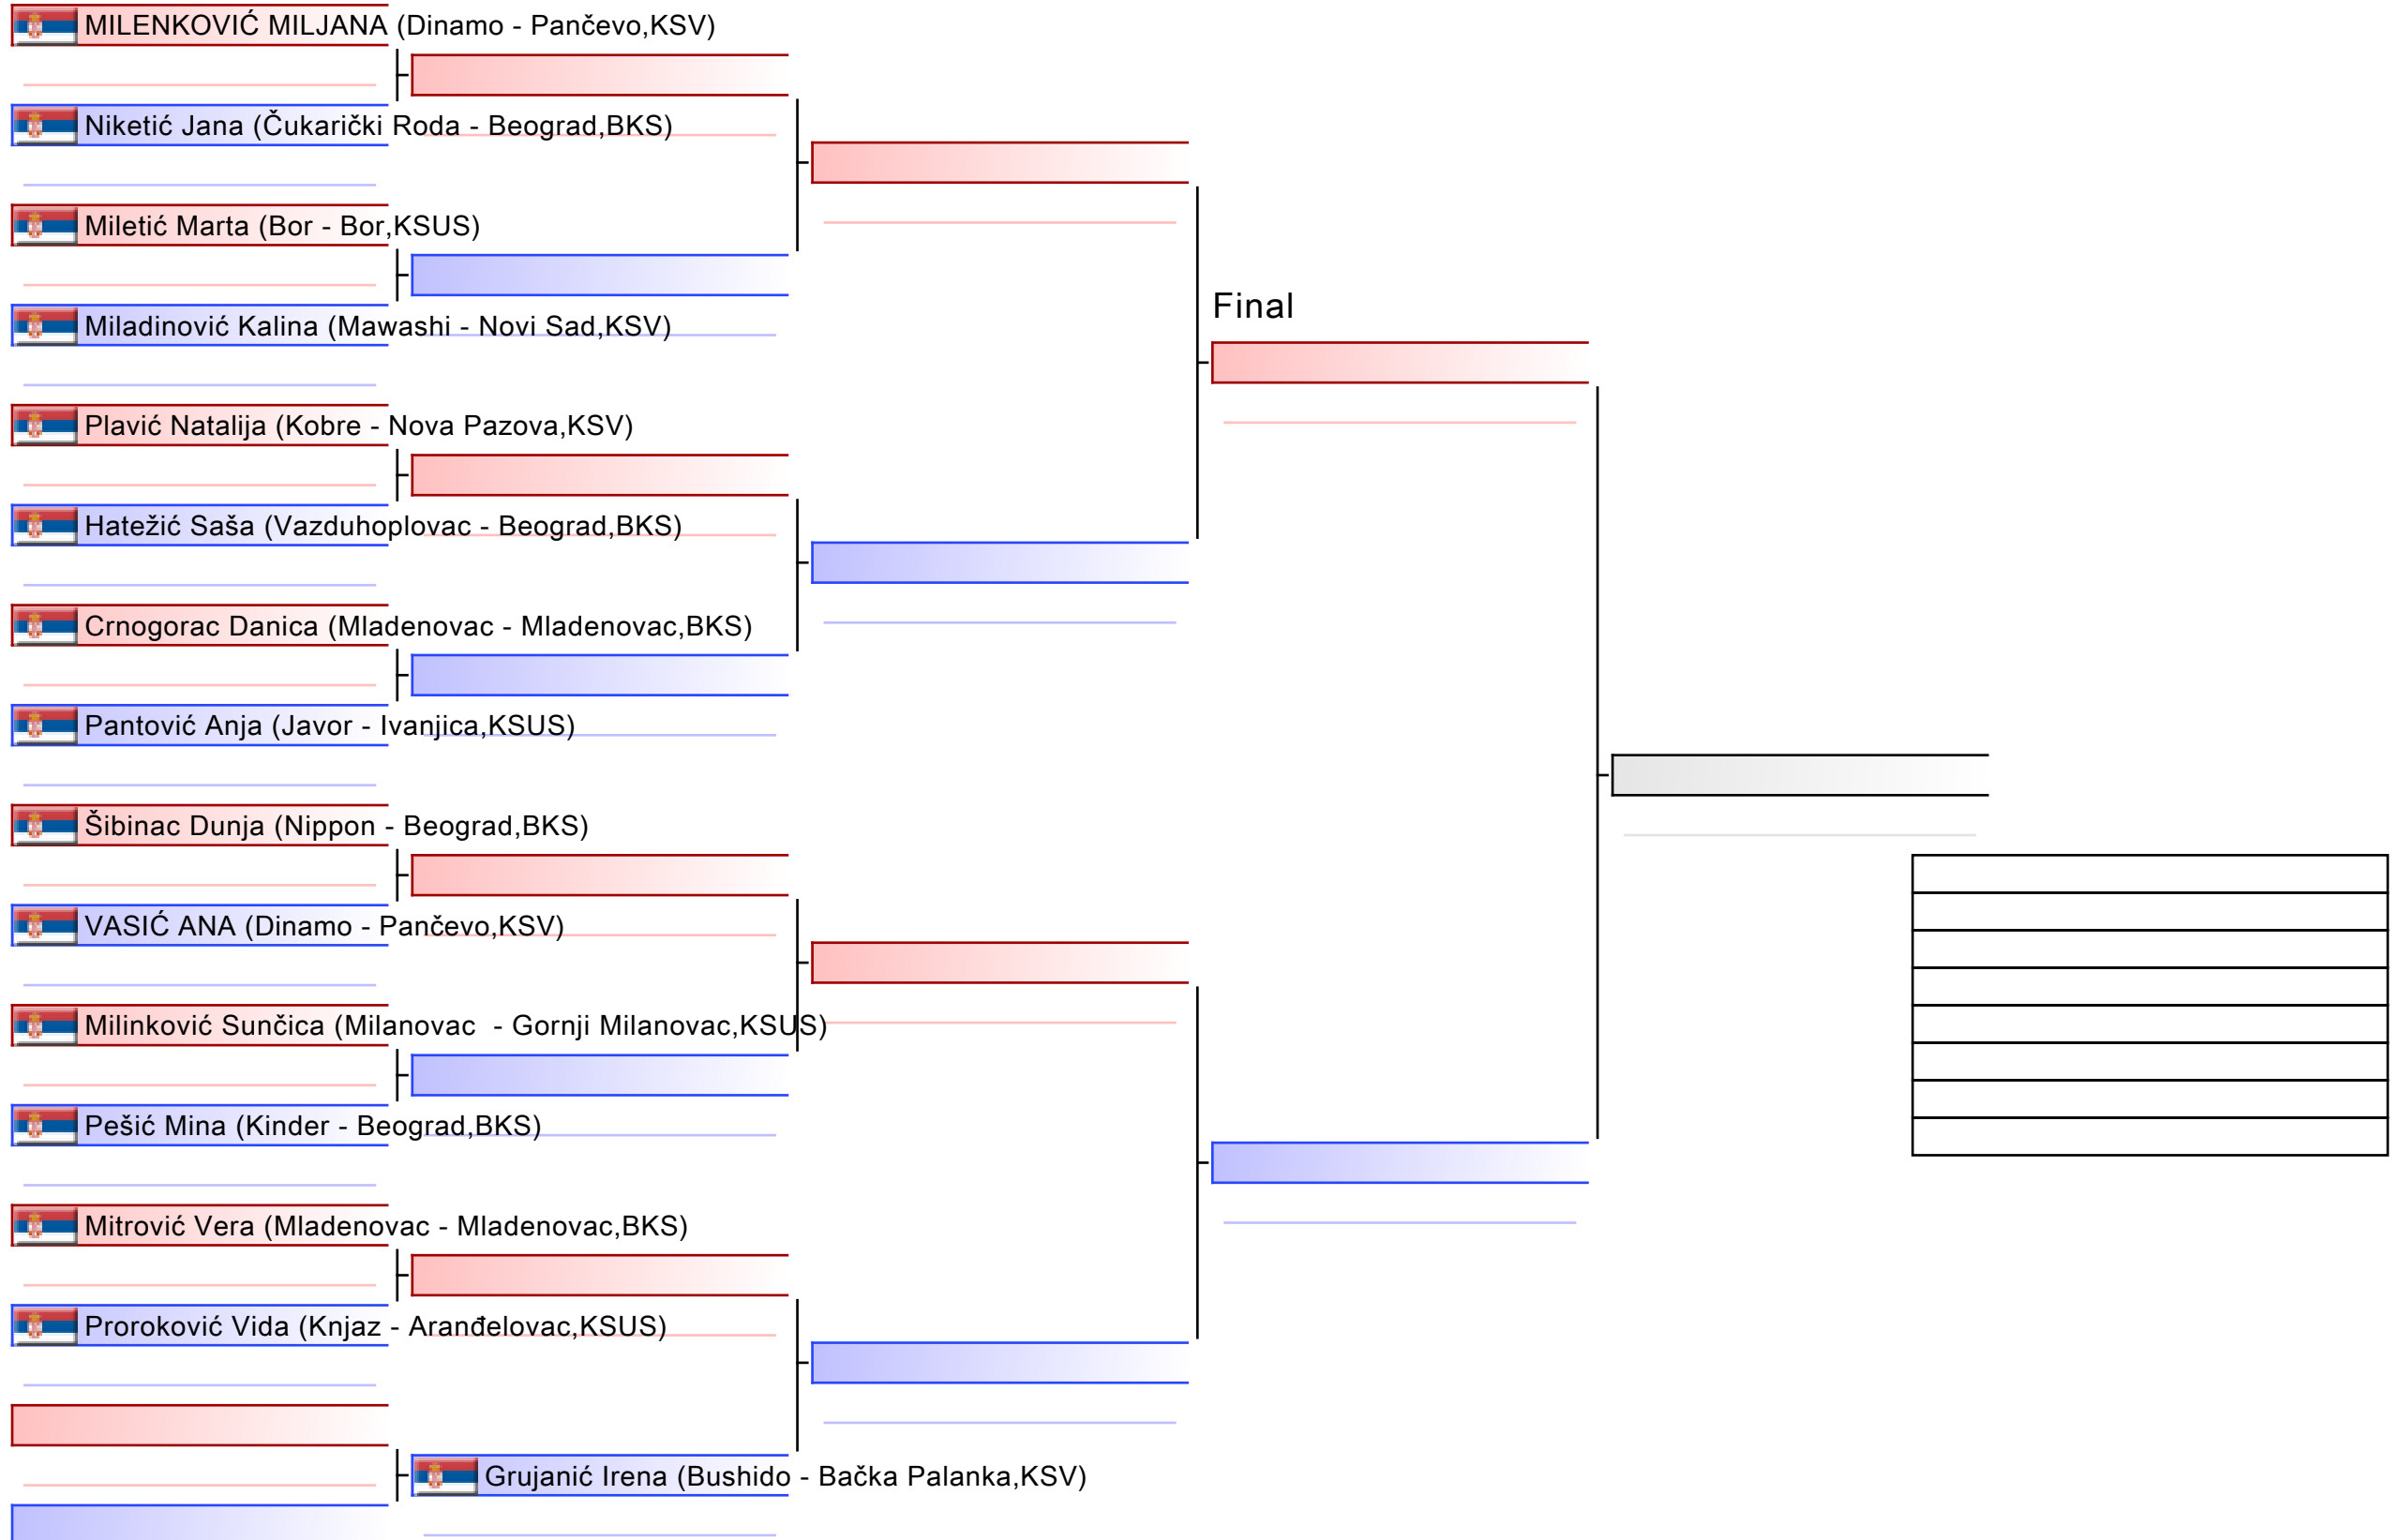 MILENKOVIĆ MILJANA (Dinamo - Pančevo,KSV)
Niketić Jana (Čukarički Roda - Beograd,BKS)
Miletić Marta (Bor - Bor,KSUS)
Final
Miladinović Kalina (Mawashi - Novi Sad,KSV)
Plavić Natalija (Kobre - Nova Pazova,KSV)
Hatežić Saša (Vazduhoplovac - Beograd,BKS)
Crnogorac Danica (Mladenovac - Mladenovac,BKS)
Pantović Anja (Javor - Ivanjica,KSUS)
Šibinac Dunja (Nippon - Beograd,BKS)
VASIĆ ANA (Dinamo - Pančevo,KSV)
Milinković Sunčica (Milanovac  - Gornji Milanovac,KSUS)
Pešić Mina (Kinder - Beograd,BKS)
Mitrović Vera (Mladenovac - Mladenovac,BKS)
Proroković Vida (Knjaz - Aranđelovac,KSUS)
Grujanić Irena (Bushido - Bačka Palanka,KSV)